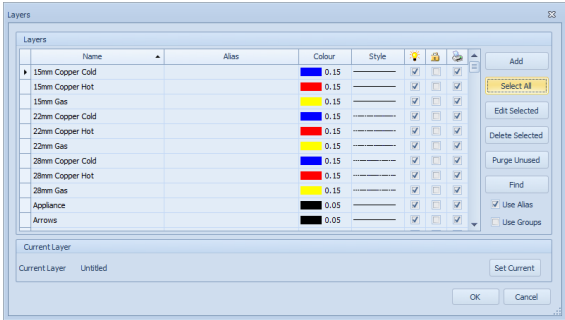 Layers
Layers
Name Alias Colour Style
15mm Copper Cold 0.15
15mm Copper Hot 0.15
15mm Gas 0.15
22mm Copper Cold 0.15
22mm Copper Hot 0.15
22mm Gas 0.15
28mm Copper Cold 0.15
28mm Copper Hot 0.15
28mm Gas 0.15
Appliance 0.05
Arrows 0.05
Add
Select All
Edit Selected
Delete Selected
Purge Unused
Find
Use Alias
Use Groups
Current Layer
Current Layer Untitled
Set Current
OK Cancel